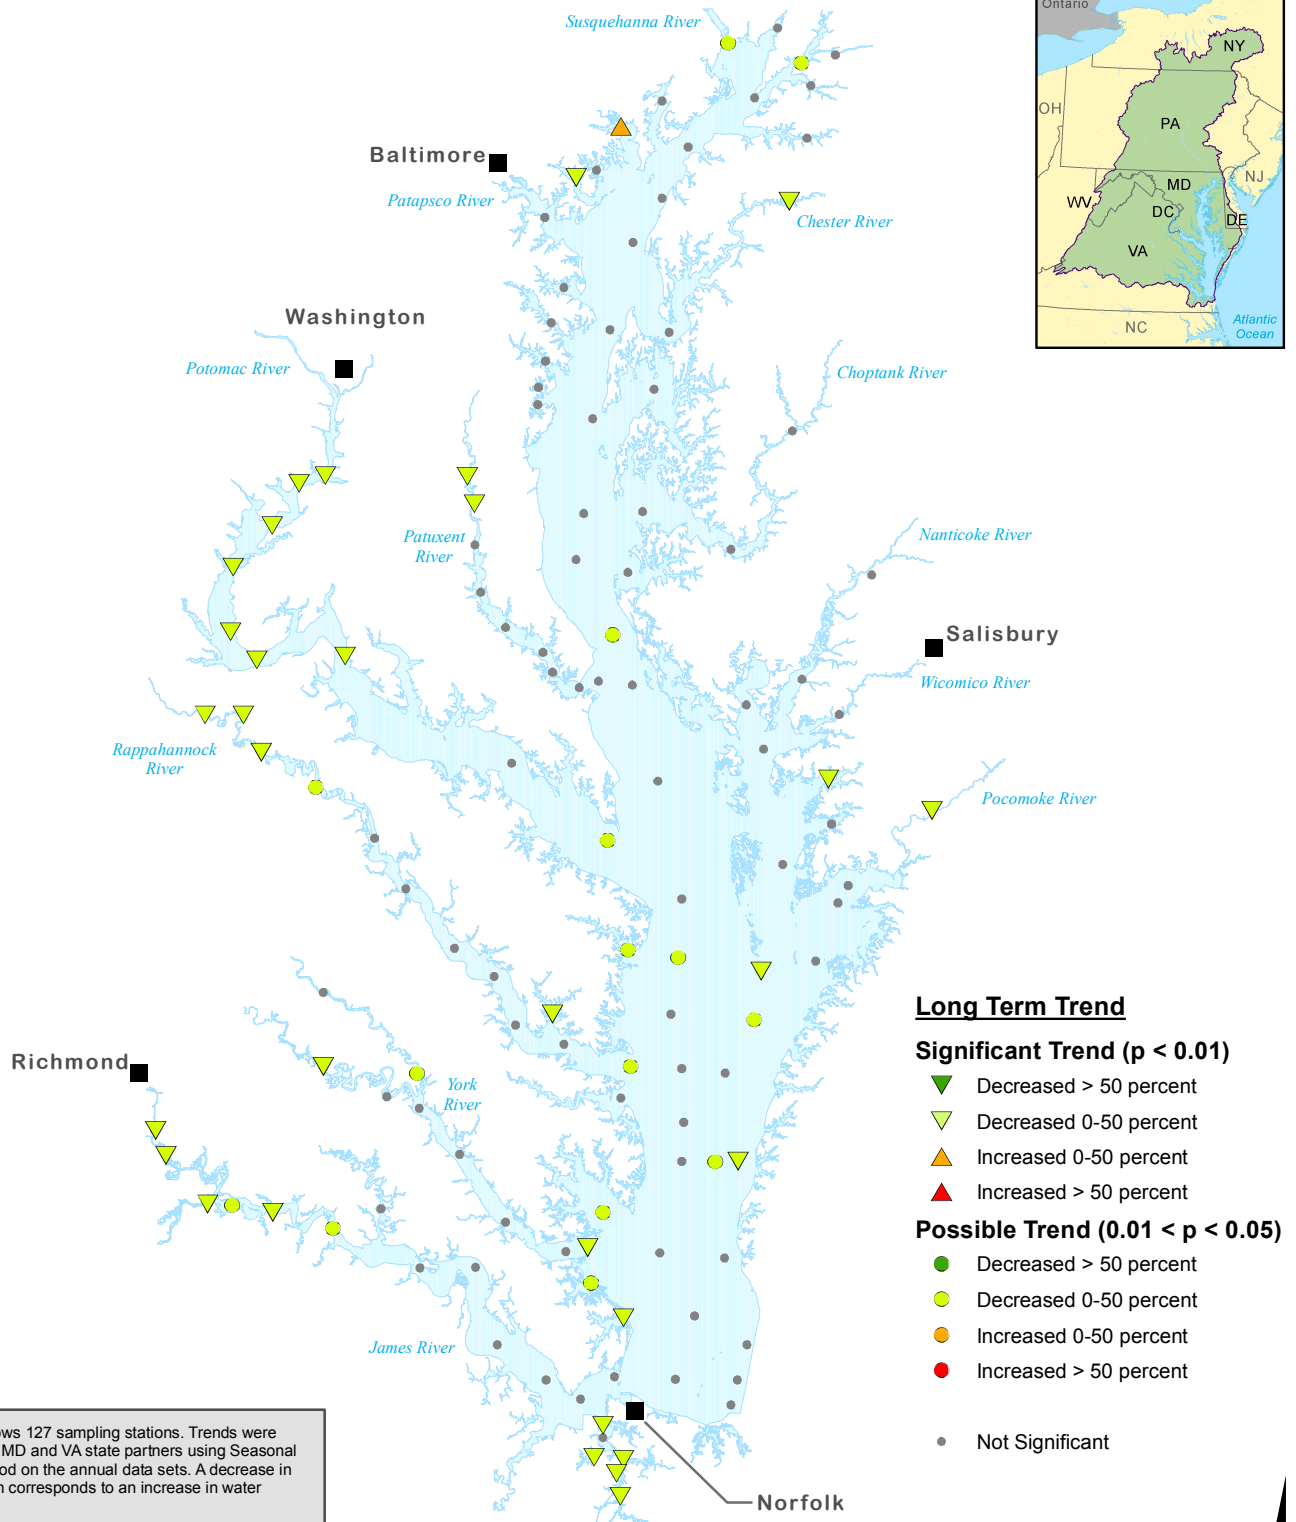 Susquehanna River
Baltimore
Patapsco River
Chester River
Washington
Potomac River
Choptank River
Patuxent
River
Nanticoke River
Salisbury
Wicomico River
Rappahannock
River
Pocomoke River
Richmond
York
River
James River
Norfolk
Ontario
NY
OH
PA
NJ
MD
WV
DC
DE
VA
NC
Atlantic
Ocean
Long Term Trend
Significant Trend (p < 0.01)
Decreased > 50 percent
Decreased 0-50 percent
Increased 0-50 percent
Increased > 50 percent
Possible Trend (0.01 < p < 0.05)
Decreased > 50 percent
Decreased 0-50 percent
Increased 0-50 percent
Increased > 50 percent
Not Significant
ows 127 sampling stations. Trends were
MD and VA state partners using Seasonal
od on the annual data sets. A decrease in
corresponds to an increase in water